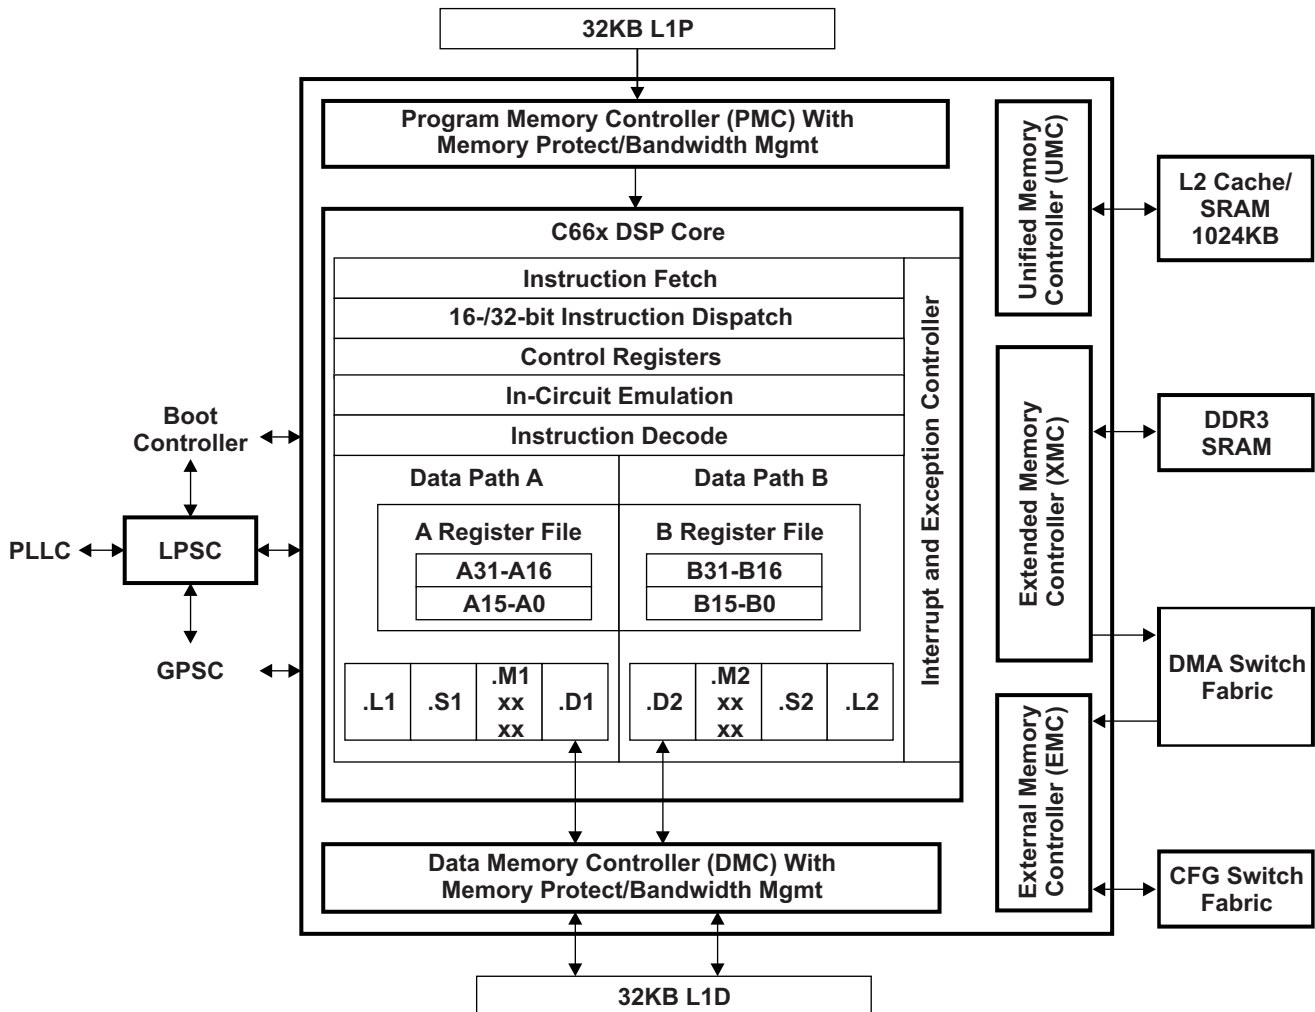 32KB L1P
Program Memory Controller (PMC) With
Memory Protect/Bandwidth Mgmt
C66x DSP Core
Instruction Fetch
16-/32-bit Instruction Dispatch
Control Registers
In-Circuit Emulation
Instruction Decode
Data Path A
Data Path B
A Register File
B Register File
A31-A16
B31-B16
A15-A0
B15-B0
.L1
.S1
.M1
xx
xx
.D1
.D2
.M2
xx
xx
.S2
.L2
Interrupt and Exception Controller
Data Memory Controller (DMC) With
Memory Protect/Bandwidth Mgmt
32KB L1D
Boot
Controller
PLLC
LPSC
GPSC
Unified Memory
Controller (UMC)
Extended Memory
Controller (XMC)
External Memory
Controller (EMC)
L2 Cache/
SRAM
1024KB
DDR3
SRAM
DMA Switch
Fabric
CFG Switch
Fabric